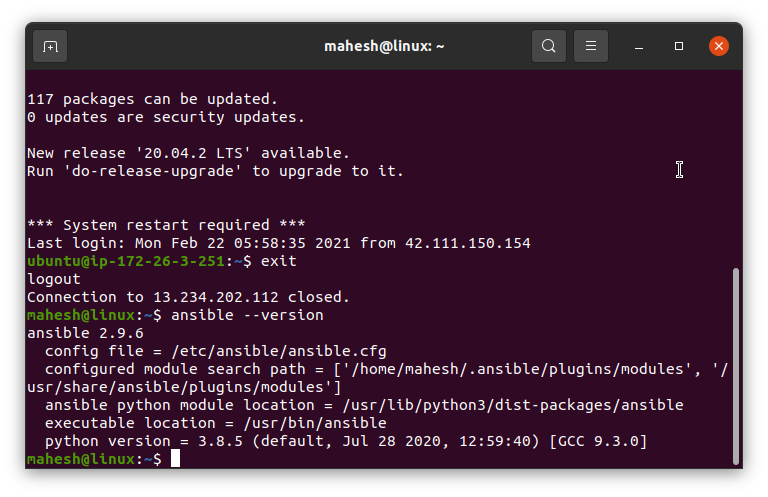 mahesh@linux: ~
117 packages can be updated.
0 updates are security updates.
New release '20.04.2 LTS' available.
Run 'do-release-upgrade' to upgrade to it.
*** System restart required ***
Last login: Mon Feb 22 05:58:35 2021 from 42.111.150.154
ubuntu@ip-172-26-3-251:~$ exit
logout
Connection to 13.234.202.112 closed.
mahesh@linux:~$ ansible --version
ansible 2.9.6
  config file = /etc/ansible/ansible.cfg
  configured module search path = ['/home/mahesh/.ansible/plugins/modules', '/
usr/share/ansible/plugins/modules']
  ansible python module location = /usr/lib/python3/dist-packages/ansible
  executable location = /usr/bin/ansible
  python version = 3.8.5 (default, Jul 28 2020, 12:59:40) [GCC 9.3.0]
mahesh@linux:~$